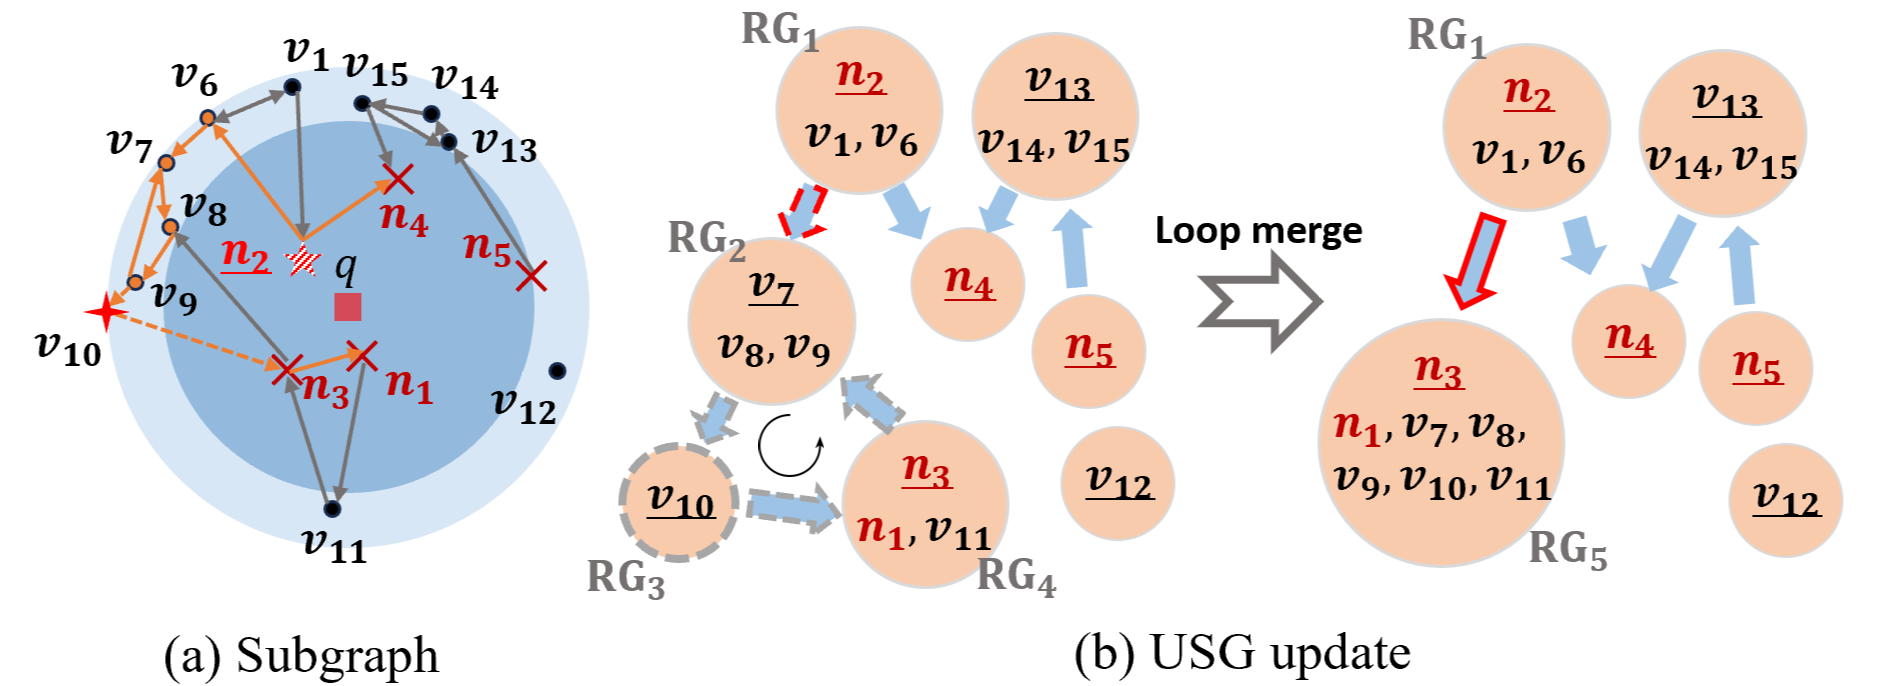 v₁
v₁₅
v₁₄
v₆
v₇
v₁₃
v₈
n₄
n₅
n₂
q
v₉
v₁₀
n₃
n₁
v₁₂
v₁₁
(a) Subgraph
RG₁
n₂
v₁, v₆
v₁₃
v₁₄, v₁₅
RG₂
v₇
v₈, v₉
n₄
n₅
v₁₀
RG₃
n₃
n₁, v₁₁
RG₄
v₁₂
Loop merge
RG₁
n₂
v₁, v₆
v₁₃
v₁₄, v₁₅
n₄
n₅
n₃
n₁, v₇, v₈,
v₉, v₁₀, v₁₁
RG₅
v₁₂
(b) USG update